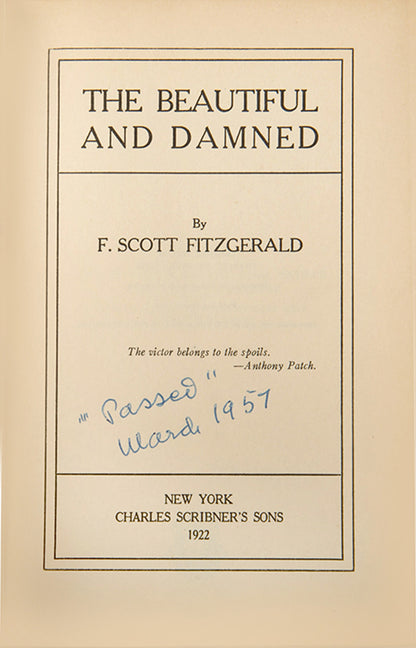 THE BEAUTIFUL
AND DAMNED
By
F. SCOTT FITZGERALD
The victor belongs to the spoils.
—Anthony Patch.
"" Passed "
March 1957
NEW YORK
CHARLES SCRIBNER'S SONS
1922